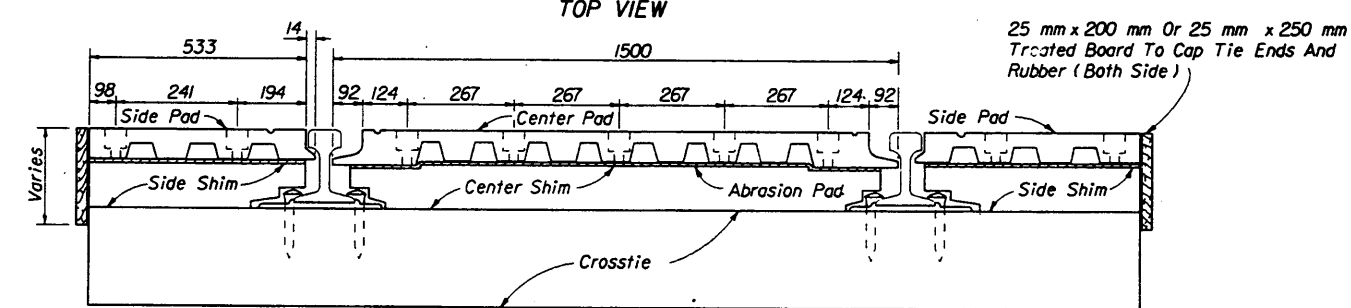 TOP VIEW
25 mm x 200 mm Or 25 mm x 250 mm
Treated Board To Cap Tie Ends And
Rubber (Both Side)
14
533
1500
98 241 194 92 124 267 267 267 267 124 92
Side Pad
Center Pad
Side Pad
Varies
Side Shim
Center Shim
Abrasion Pad
Side Shim
Crosstie